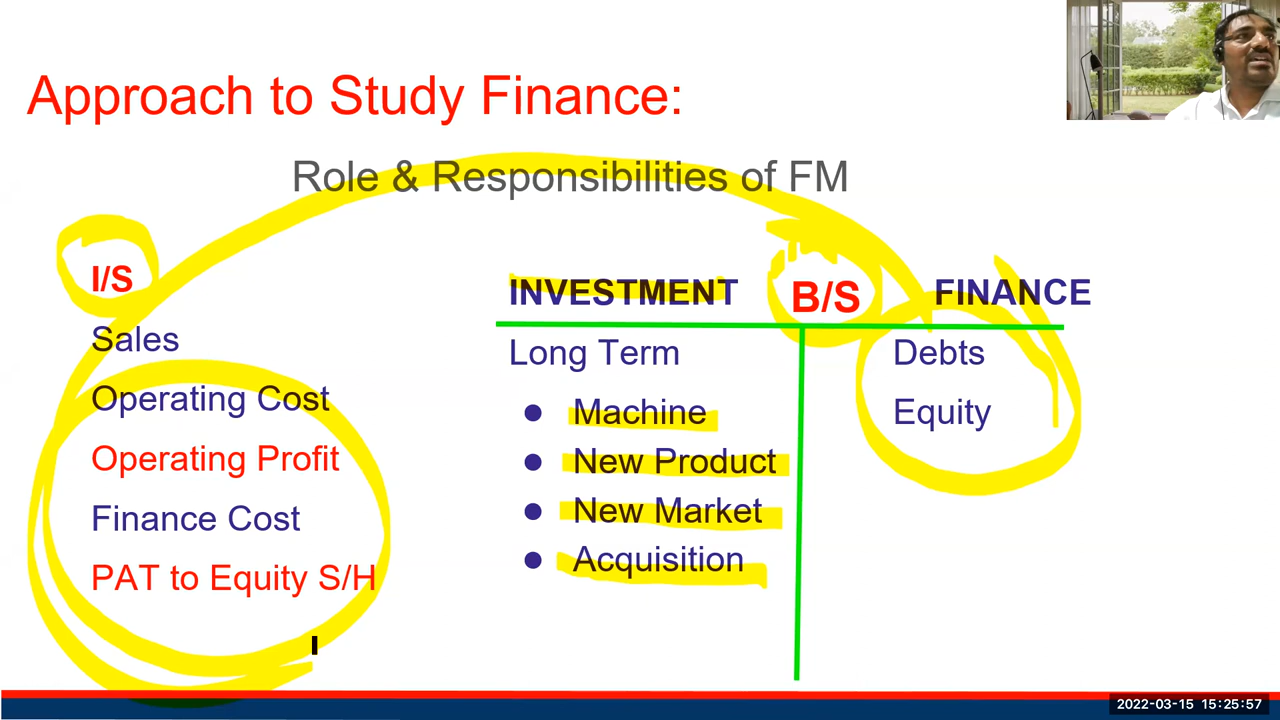 Approach to Study Finance:
Role & Responsibilities of FM
I/S
Sales
Operating Cost
Operating Profit
Finance Cost
PAT to Equity S/H
INVESTMENT
B/S
FINANCE
Long Term
● Machine
● New Product
● New Market
● Acquisition
Debts
Equity
2022-03-15 15:25:57